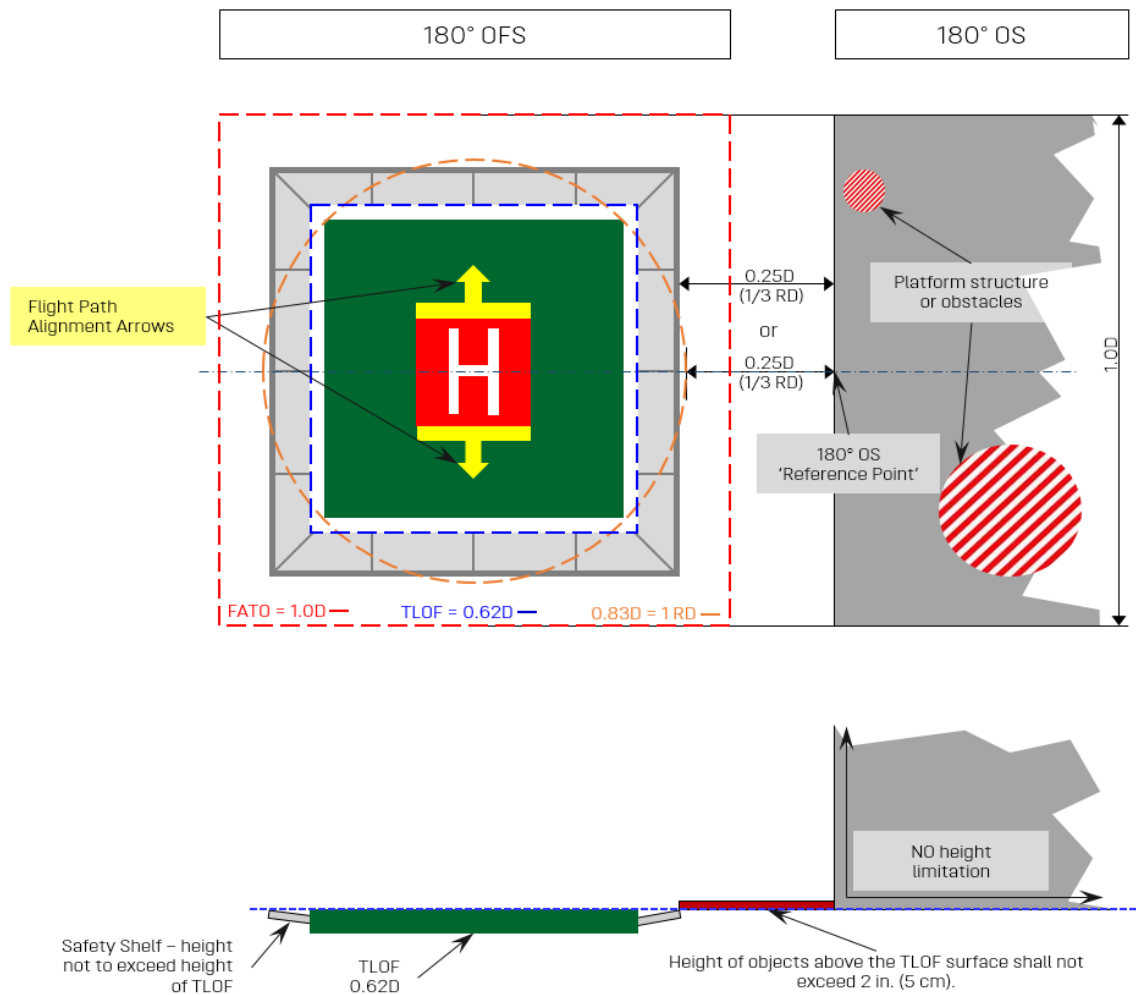 180° OFS
180° OS
Flight Path
Alignment Arrows
H
0.25D
(1/3 RD)
or
0.25D
(1/3 RD)
Platform structure
or obstacles
1.0D
180° OS
‘Reference Point’
FATO = 1.0D
TLOF = 0.62D
0.83D = 1 RD
NO height
limitation
Safety Shelf – height
not to exceed height
of TLOF
TLOF
0.62D
Height of objects above the TLOF surface shall not
exceed 2 in. (5 cm).